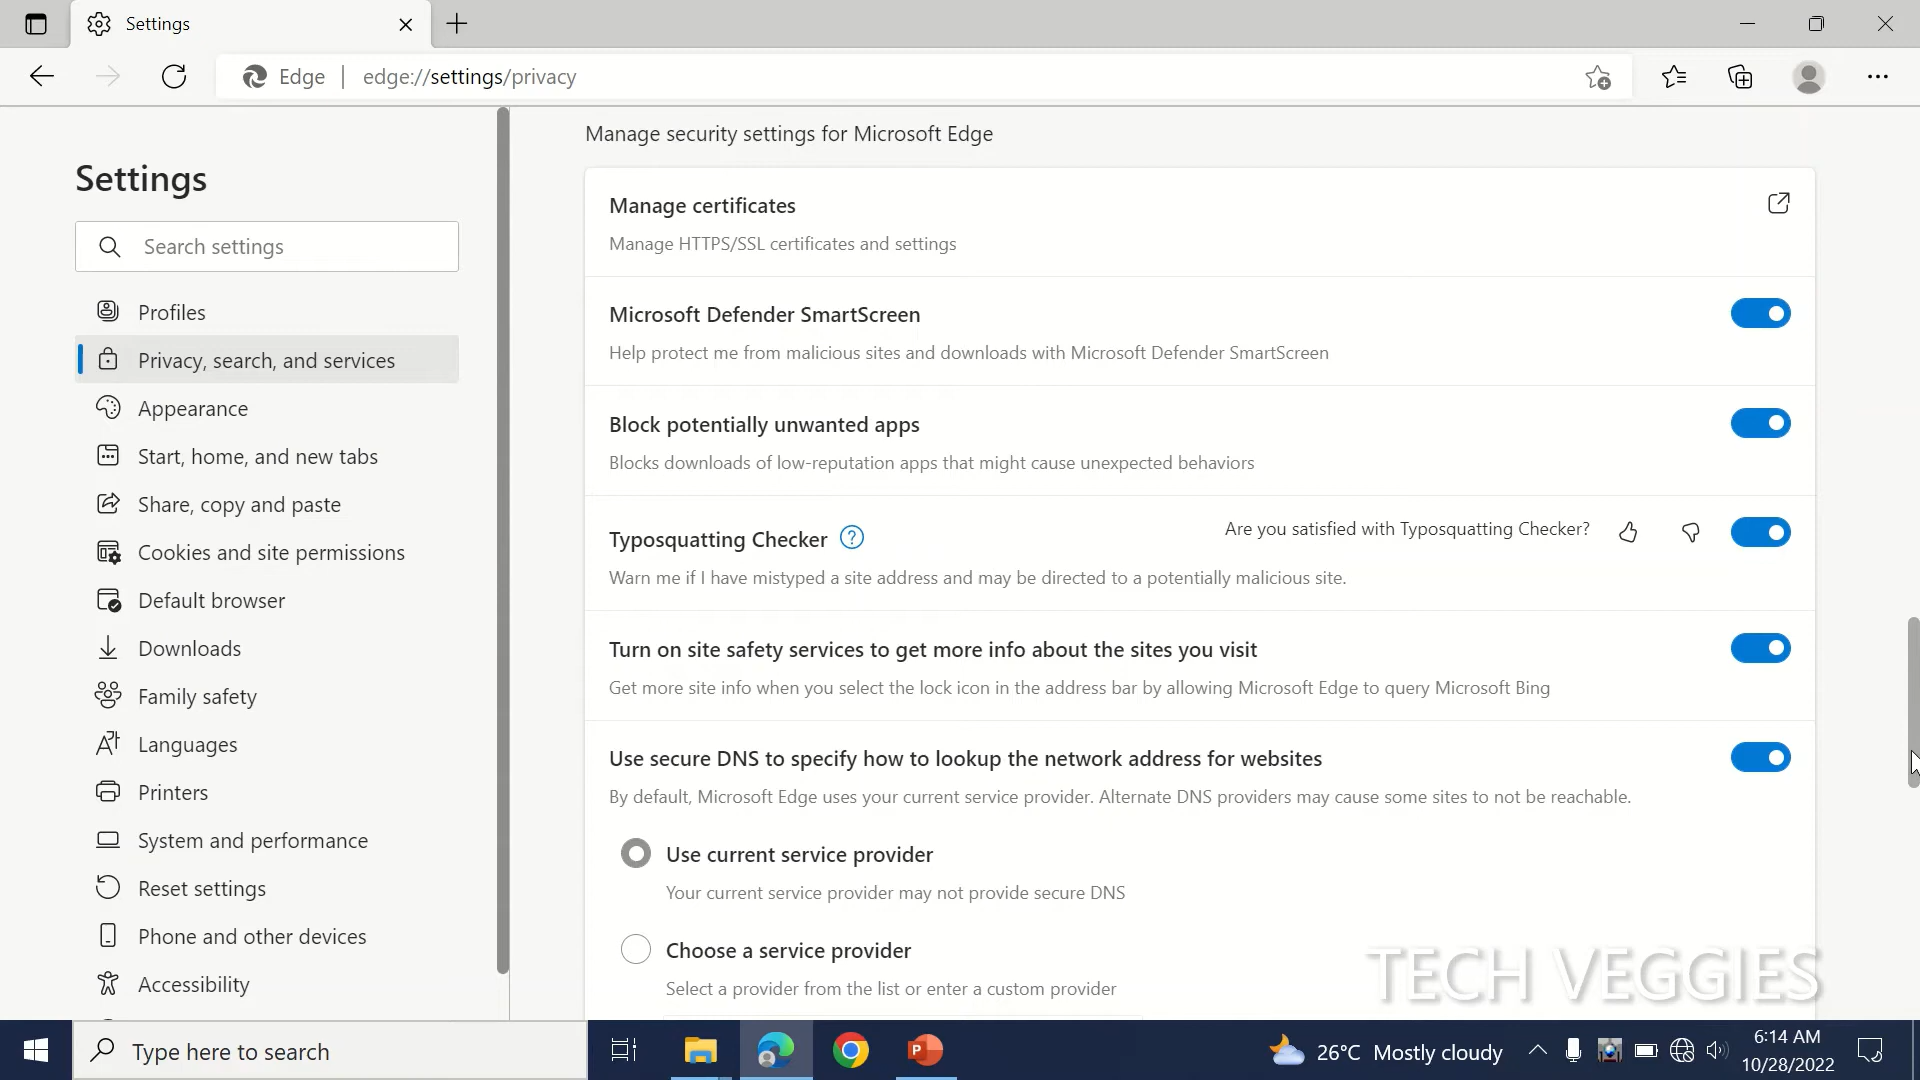 Settings
Edge | edge://settings/privacy
Settings
Search settings
Profiles
Privacy, search, and services
Appearance
Start, home, and new tabs
Share, copy and paste
Cookies and site permissions
Default browser
Downloads
Family safety
Languages
Printers
System and performance
Reset settings
Phone and other devices
Accessibility
Manage security settings for Microsoft Edge
Manage certificates
Manage HTTPS/SSL certificates and settings
Microsoft Defender SmartScreen
Help protect me from malicious sites and downloads with Microsoft Defender SmartScreen
Block potentially unwanted apps
Blocks downloads of low-reputation apps that might cause unexpected behaviors
Typosquatting Checker ?
Are you satisfied with Typosquatting Checker?
Warn me if I have mistyped a site address and may be directed to a potentially malicious site.
Turn on site safety services to get more info about the sites you visit
Get more site info when you select the lock icon in the address bar by allowing Microsoft Edge to query Microsoft Bing
Use secure DNS to specify how to lookup the network address for websites
By default, Microsoft Edge uses your current service provider. Alternate DNS providers may cause some sites to not be reachable.
Use current service provider
Your current service provider may not provide secure DNS
Choose a service provider
Select a provider from the list or enter a custom provider
TECH VEGGIES
Type here to search
P
26°C Mostly cloudy
6:14 AM
10/28/2022